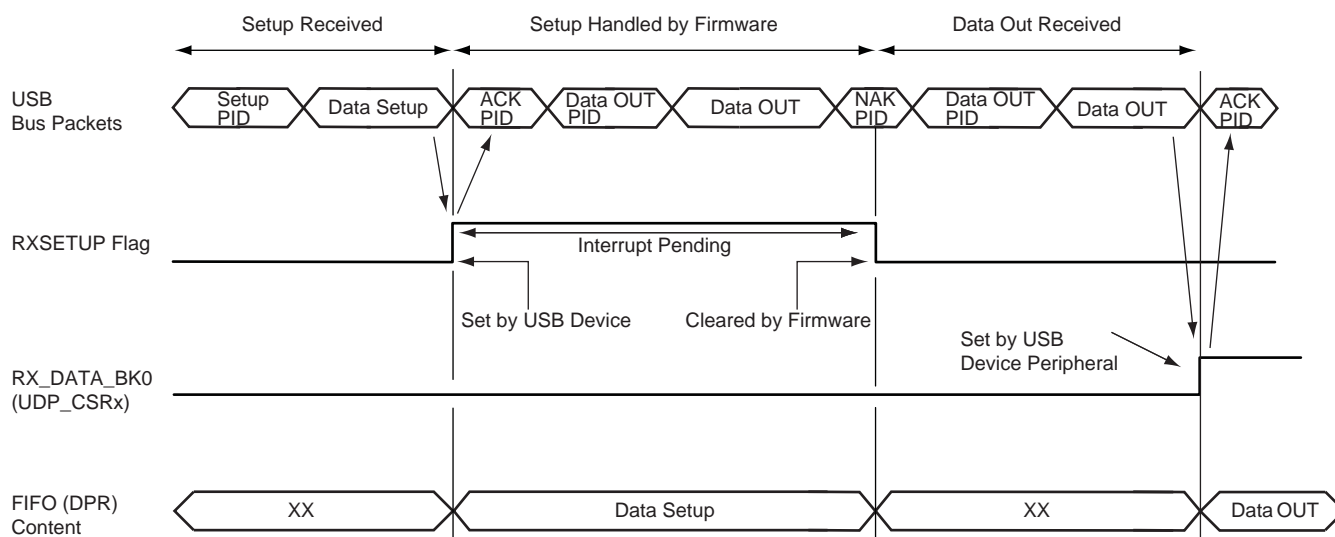 Setup Received
Setup Handled by Firmware
Data Out Received
USB
Bus Packets
Setup
PID
Data Setup
ACK
PID
Data OUT
PID
Data OUT
NAK
PID
Data OUT
PID
Data OUT
ACK
PID
RXSETUP Flag
Interrupt Pending
Set by USB Device
Cleared by Firmware
Set by USB
Device Peripheral
RX_DATA_BK0
(UDP_CSRx)
FIFO (DPR)
Content
XX
Data Setup
XX
Data OUT